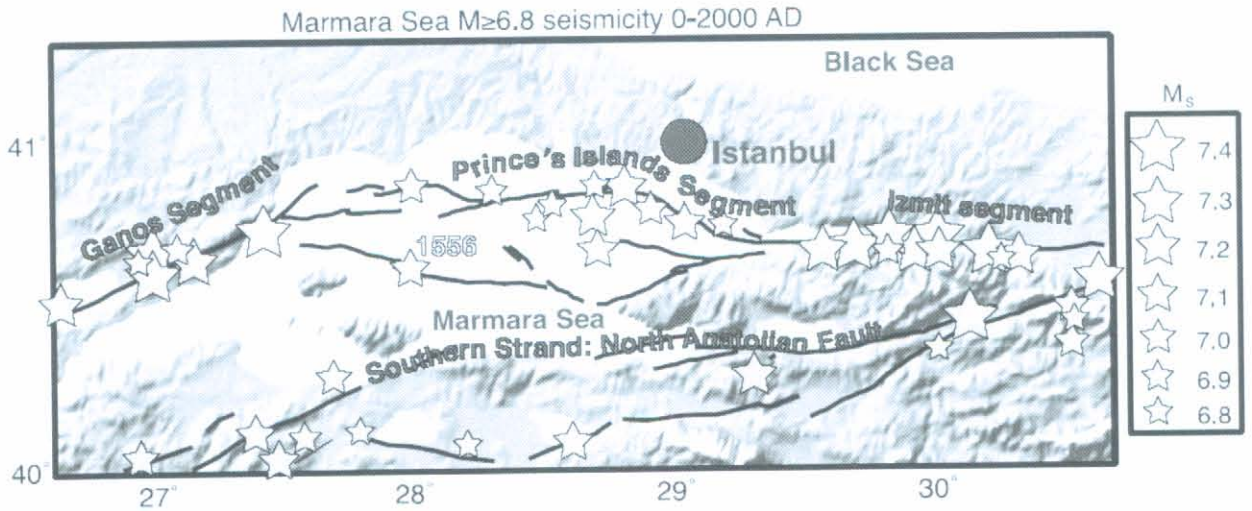 Marmara Sea M≥6.8 seismicity 0-2000 AD
Black Sea
Istanbul
Prince's Islands Segment
Ganos Segment
Izmit segment
1556
Marmara Sea
Southern Strand: North Anatolian Fault
41°
40°
27°
28°
29°
30°
Ms
7.4
7.3
7.2
7,1
7.0
6.9
6.8